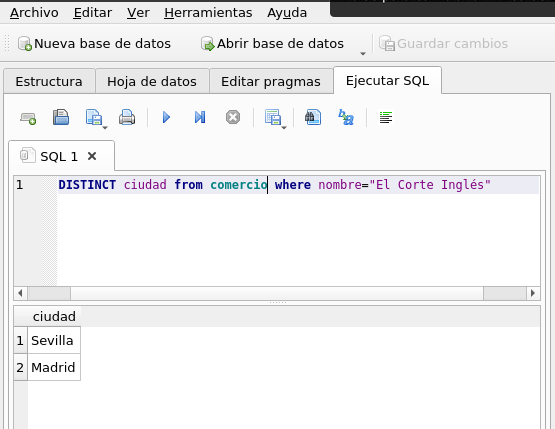 Archivo Editar Ver Herramientas Ayuda
Nueva base de datos Abrir base de datos Guardar cambios
Estructura Hoja de datos Editar pragmas Ejecutar SQL
SQL 1
1 DISTINCT ciudad from comercio where nombre="El Corte Inglés"
ciudad
1 Sevilla
2 Madrid